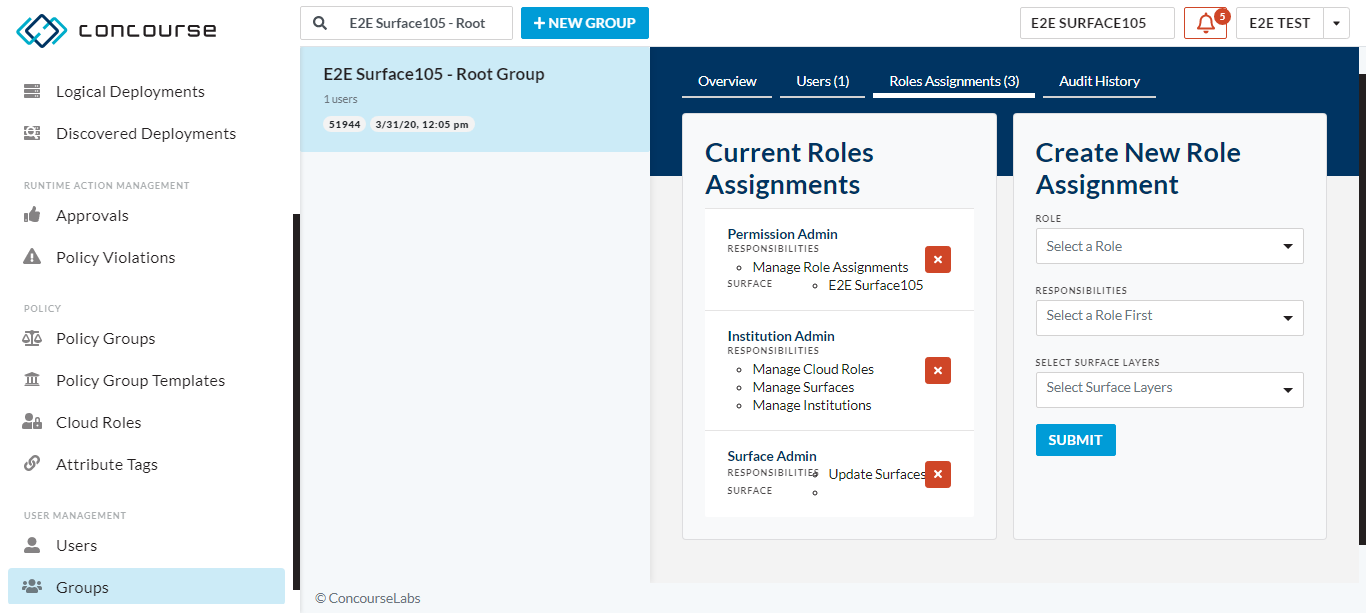 concourse
E2E Surface105 - Root
NEW GROUP
E2E SURFACE105
5
E2E TEST
Logical Deployments
Discovered Deployments
RUNTIME ACTION MANAGEMENT
Approvals
Policy Violations
POLICY
Policy Groups
Policy Group Templates
Cloud Roles
Attribute Tags
USER MANAGEMENT
Users
Groups
E2E Surface105 - Root Group
1 users
51944 3/31/20, 12:05 pm
Overview
Users (1)
Roles Assignments (3)
Audit History
Current Roles
Assignments
Permission Admin
RESPONSIBILITIES
Manage Role Assignments
SURFACE
E2E Surface105
Institution Admin
RESPONSIBILITIES
Manage Cloud Roles
Manage Surfaces
Manage Institutions
Surface Admin
RESPONSIBILITIES
Update Surfaces
SURFACE
Create New Role
Assignment
ROLE
Select a Role
RESPONSIBILITIES
Select a Role First
SELECT SURFACE LAYERS
Select Surface Layers
SUBMIT
© ConcourseLabs